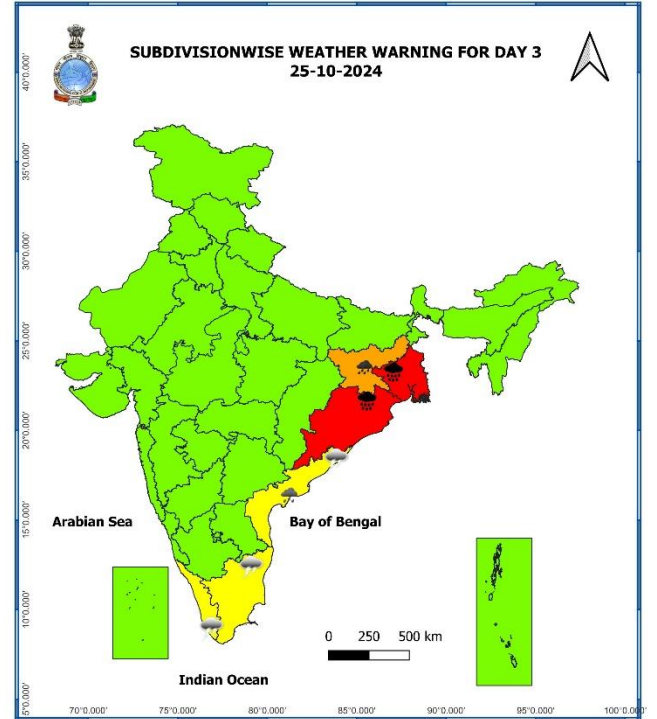 SUBDIVISIONWISE WEATHER WARNING FOR DAY 3
25-10-2024
40°0.000'
35°0.000'
30°0.000'
25°0.000'
20°0.000'
15°0.000'
10°0.000'
5°0.000'
Arabian Sea
Bay of Bengal
0 250 500 km
Indian Ocean
70°0.000' 75°0.000' 80°0.000' 85°0.000' 90°0.000' 95°0.000' 100°0.000'